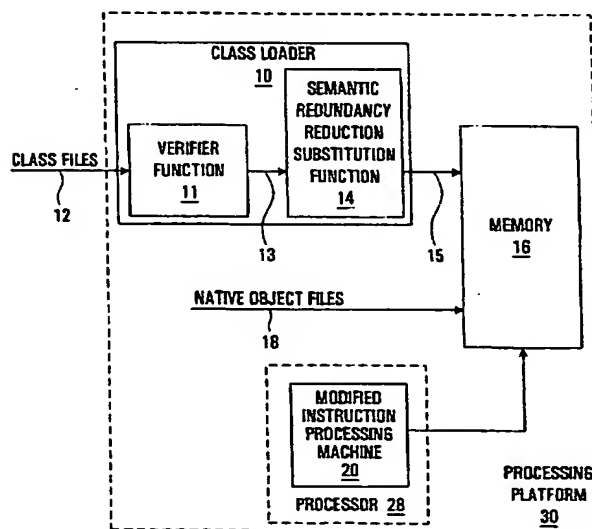 CLASS LOADER
10
SEMANTIC
REDUNDANCY
REDUCTION
SUBSTITUTION
FUNCTION
14
VERIFIER
FUNCTION
11
CLASS FILES
12
13
15
MEMORY
16
NATIVE OBJECT FILES
18
MODIFIED
INSTRUCTION
PROCESSING
MACHINE
20
PROCESSOR 28
PROCESSING
PLATFORM
30